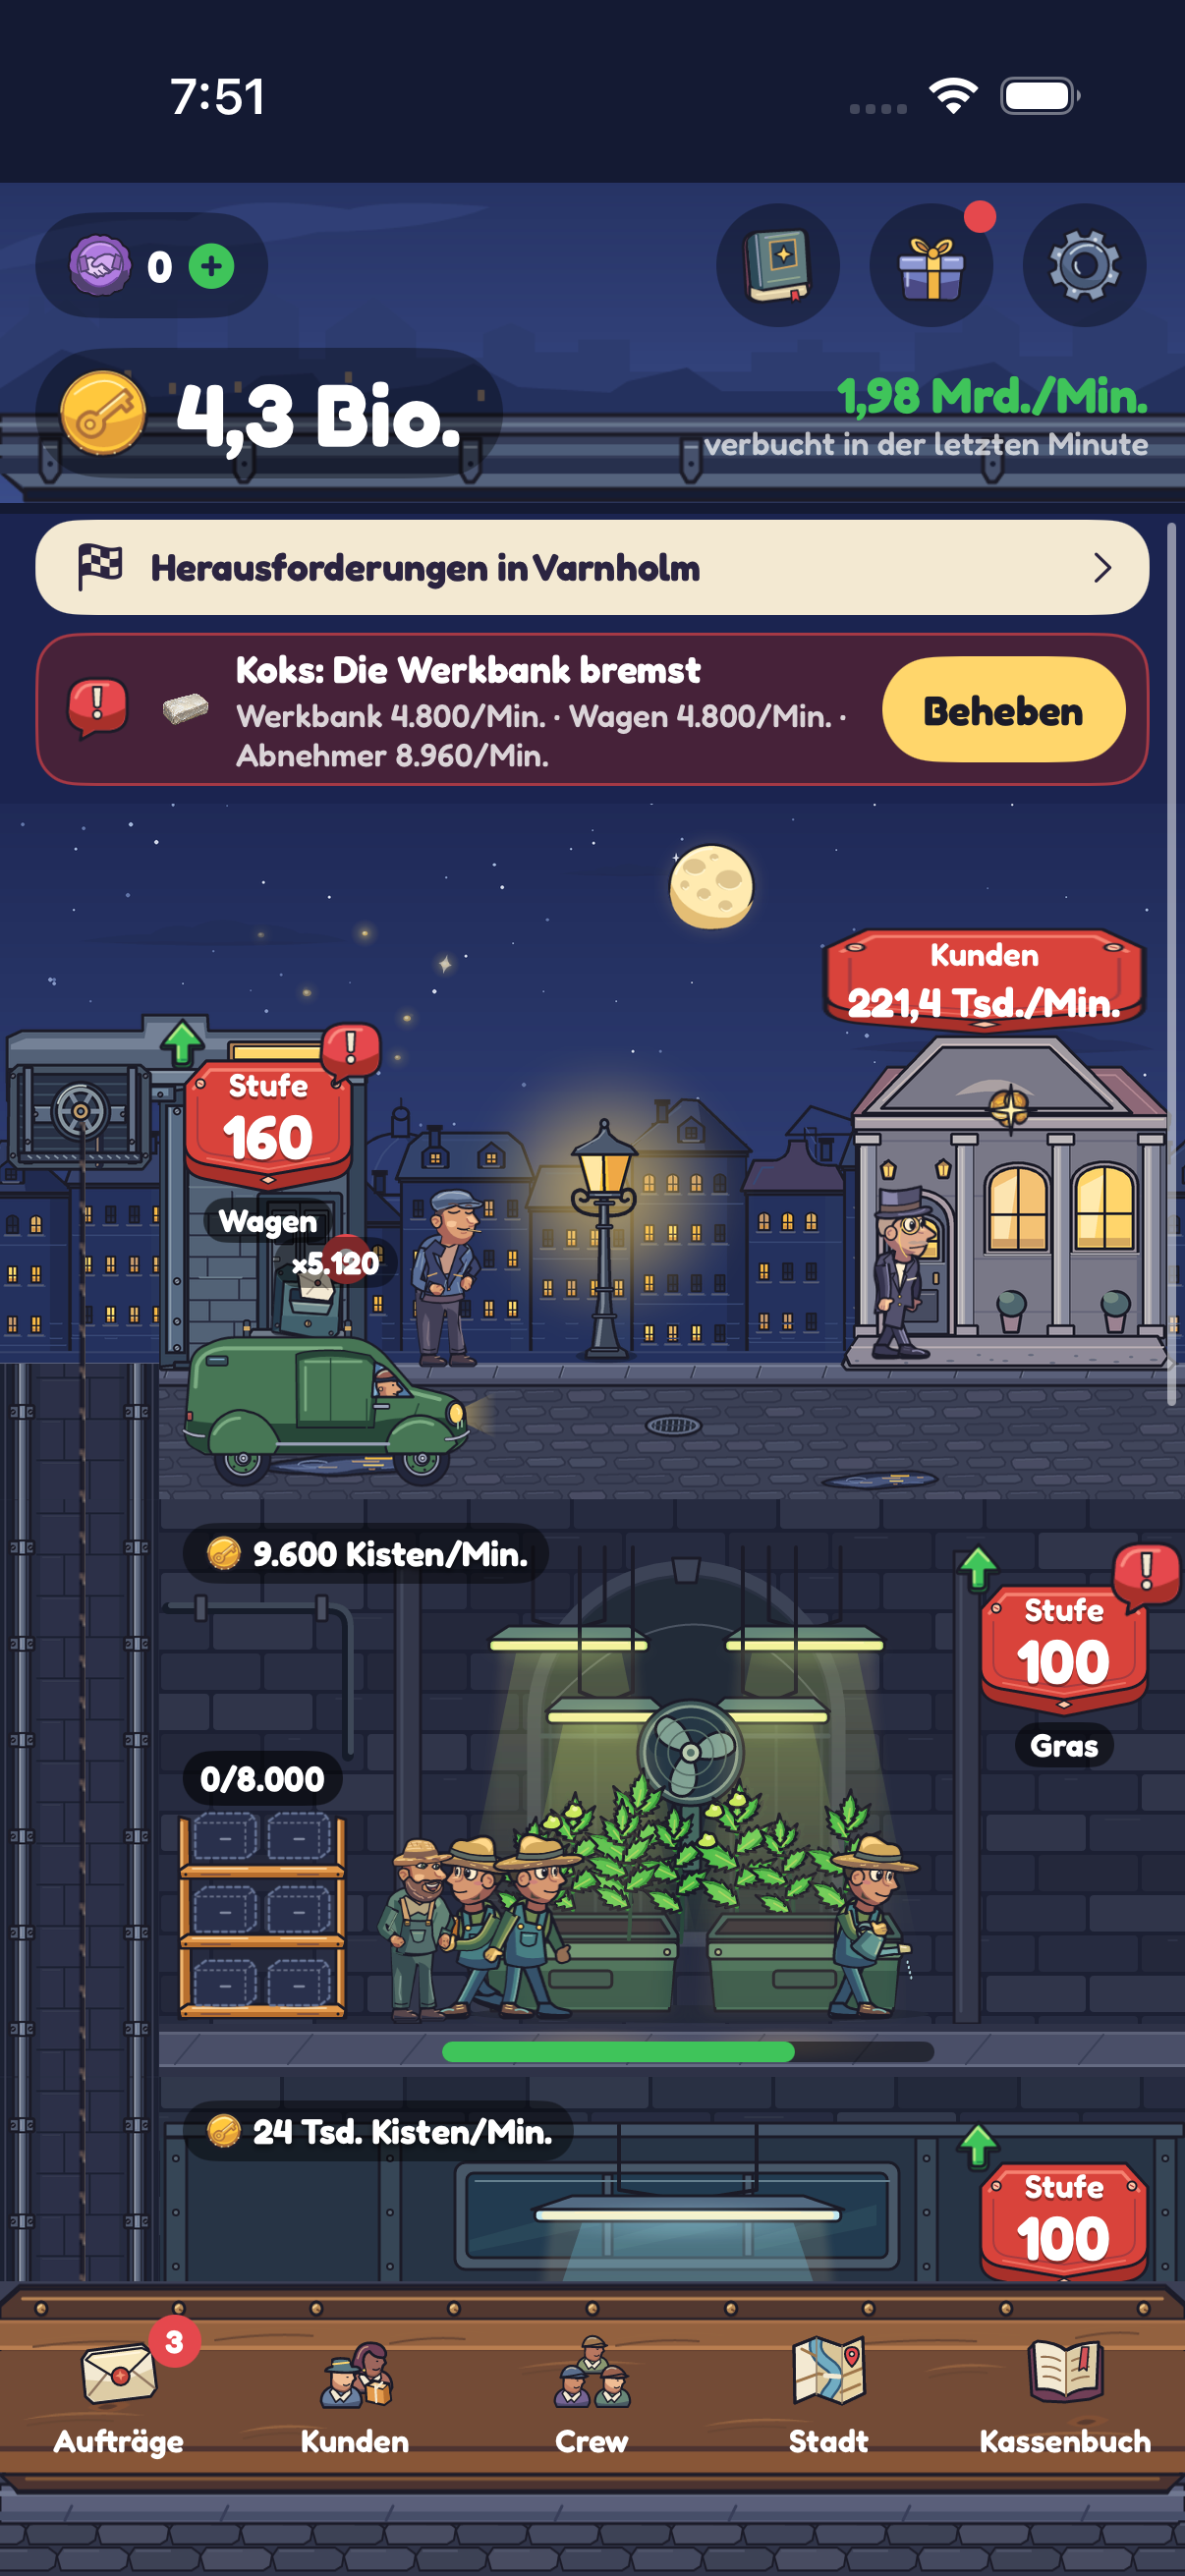 7:51
0
4,3 Bio.
1,98 Mrd./Min.
verbucht in der letzten Minute
Herausforderungen in Varnholm
Koks: Die Werkbank bremst
Werkbank 4.800/Min. · Wagen 4.800/Min. ·
Abnehmer 8.960/Min.
Beheben
Kunden
221,4 Tsd./Min.
Stufe
160
Wagen
×5.120
9.600 Kisten/Min.
Stufe
100
Gras
0/8.000
24 Tsd. Kisten/Min.
Stufe
100
3
Aufträge
Kunden
Crew
Stadt
Kassenbuch